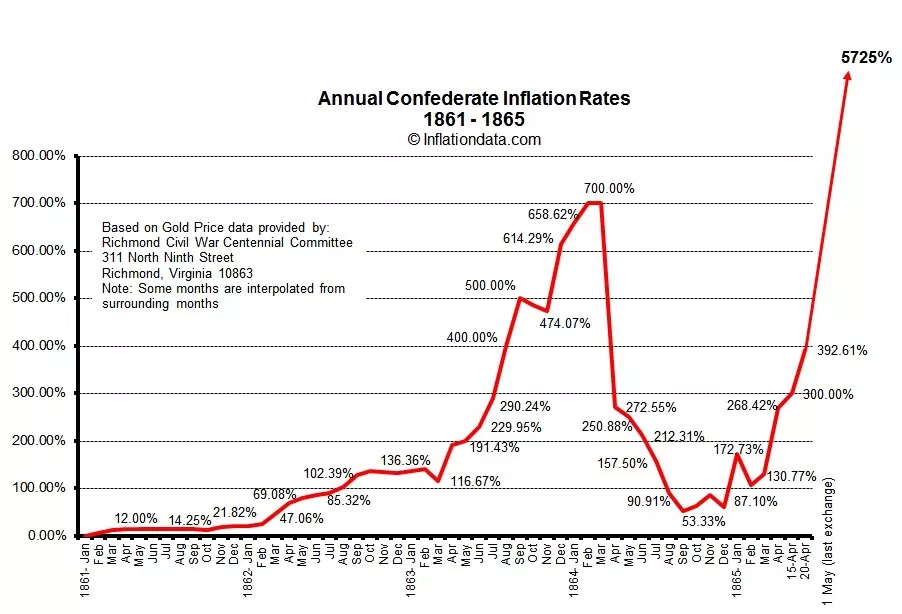 5725%
Annual Confederate Inflation Rates
1861 - 1865
© Inflationdata.com
800.00%
700.00%
600.00%
500.00%
400.00%
300.00%
200.00%
100.00%
0.00%
Based on Gold Price data provided by:
Richmond Civil War Centennial Committee
311 North Ninth Street
Richmond, Virginia 10863
Note: Some months are interpolated from
surrounding months
12.00%
14.25%
21.82%
69.08%
47.06%
102.39%
85.32%
136.36%
116.67%
191.43%
229.95%
290.24%
400.00%
500.00%
474.07%
614.29%
658.62%
700.00%
272.55%
250.88%
212.31%
157.50%
90.91%
53.33%
172.73%
87.10%
130.77%
268.42%
300.00%
392.61%
1861- Jan
Feb
Mar
Apr
May
Jun
Jul
Aug
Sep
Oct
Nov
Dec
1862- Jan
Feb
Mar
Apr
May
Jun
Jul
Aug
Sep
Oct
Nov
Dec
1863- Jan
Feb
Mar
Apr
May
Jun
Jul
Aug
Sep
Oct
Nov
Dec
1864- Jan
Feb
Mar
Apr
May
Jun
Jul
Aug
Sep
Oct
Nov
Dec
1865- Jan
Feb
Mar
Apr
15-Apr
20-Apr
1 May (last exchange)